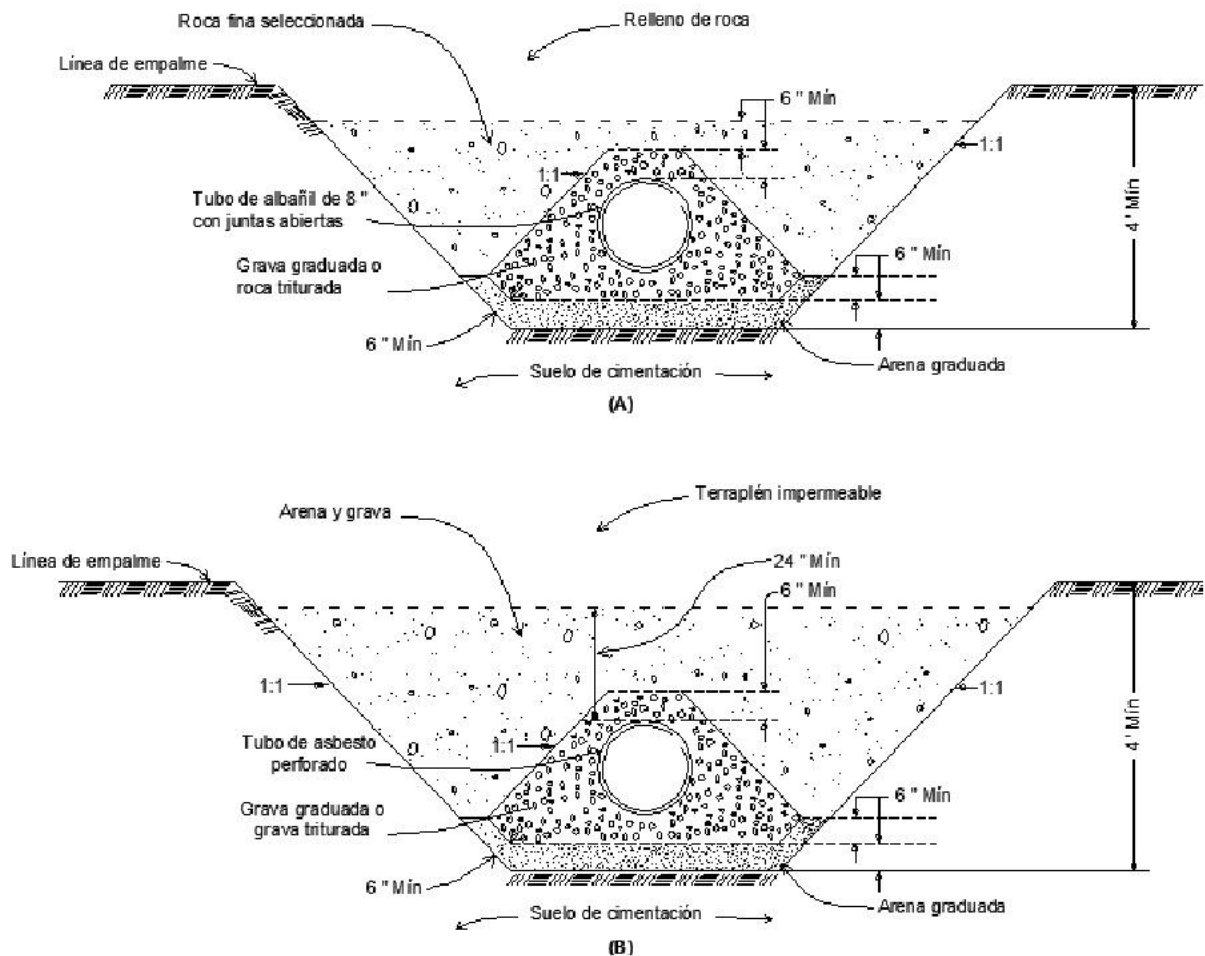 Roca fina seleccionada
Relleno de roca
Línea de empalme
6 " Mín
1:1
1:1
Tubo de albañil de 8 "
con juntas abiertas
4 ' Mín
6 " Mín
Grava graduada o
roca triturada
6 " Mín
Arena graduada
Suelo de cimentación
(A)
Terraplén impermeable
Arena y grava
Línea de empalme
24 " Mín
6 " Mín
1:1
1:1
Tubo de asbesto
perforado
1:1
4 ' Mín
6 " Mín
Grava graduada o
grava triturada
6 " Mín
Arena graduada
Suelo de cimentación
(B)